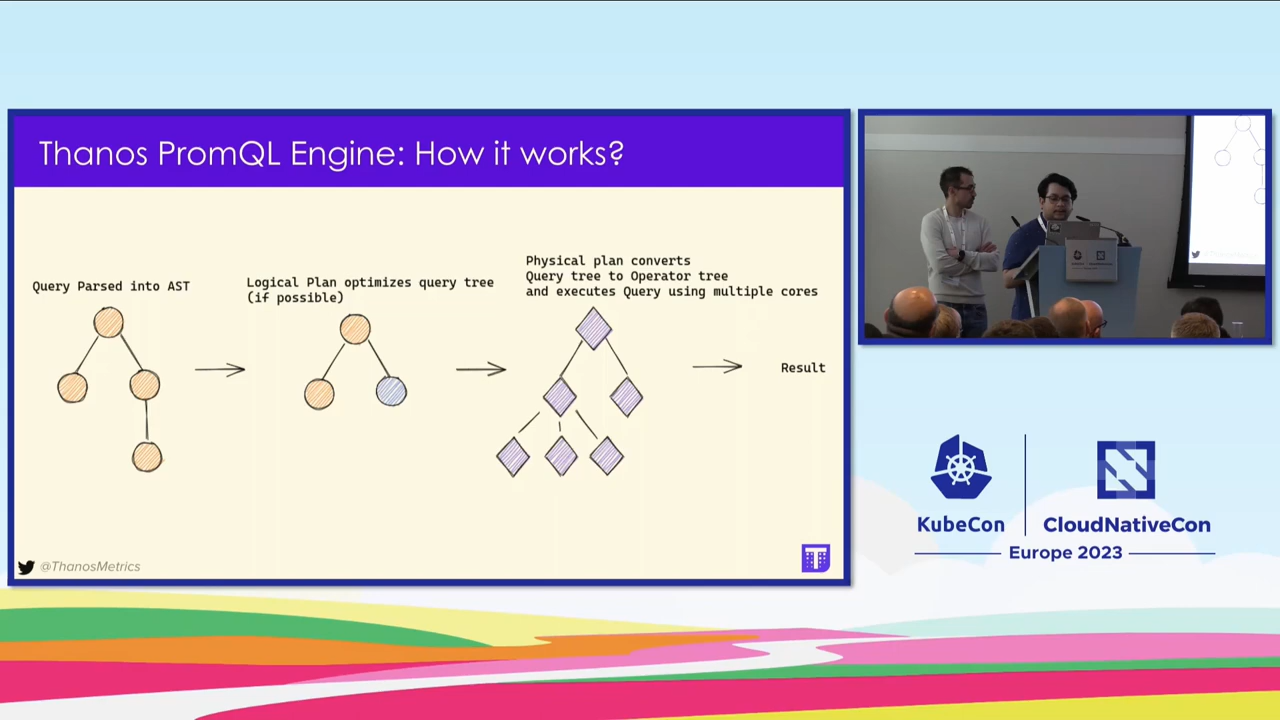 Thanos PromQL Engine: How it works?
Query Parsed into AST
Logical Plan optimizes query tree
(if possible)
Physical plan converts
Query tree to Operator tree
and executes Query using multiple cores
Result
@ThanosMetrics
KubeCon
CloudNativeCon
Europe 2023